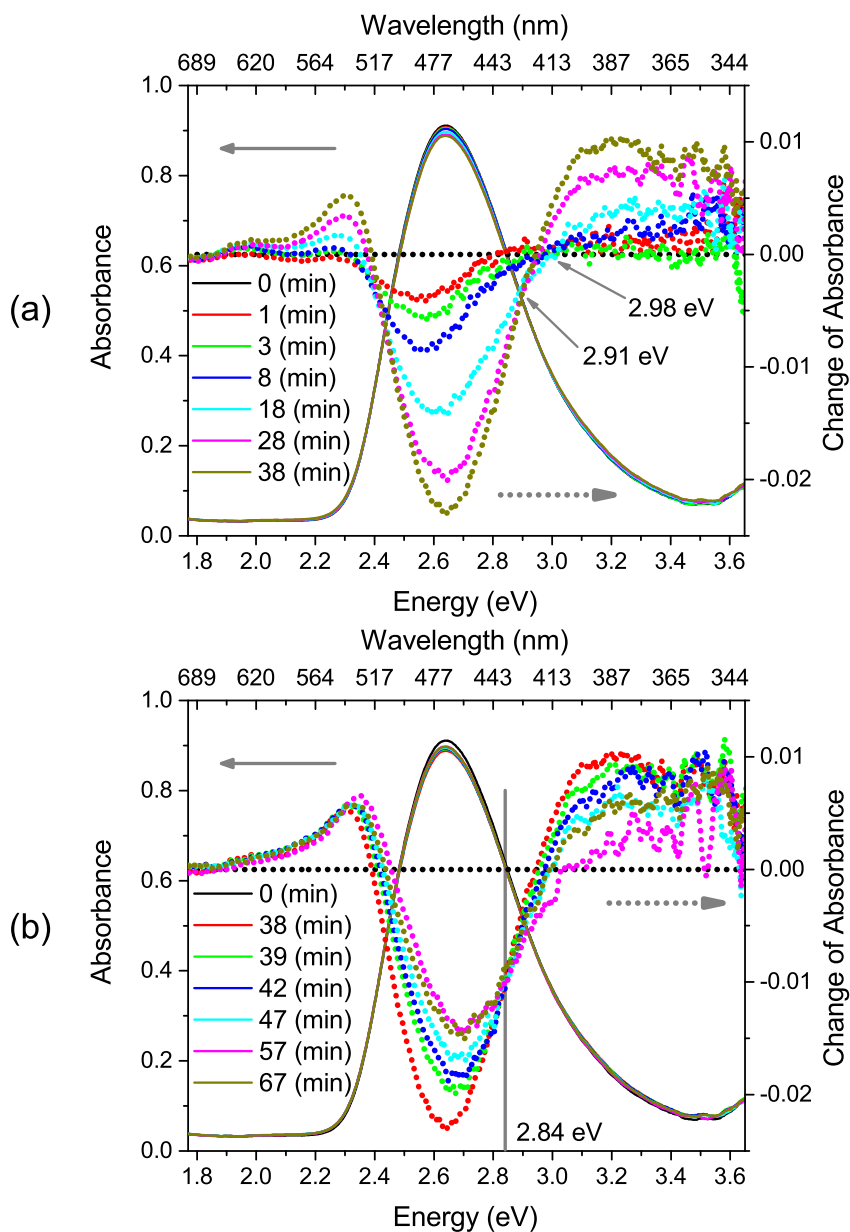 Wavelength (nm)
689 620 564 517 477 443 413 387 365 344
1.0
0.8
0.6
0.4
0.2
0.0
Absorbance
(a)
0 (min)
1 (min)
3 (min)
8 (min)
18 (min)
28 (min)
38 (min)
2.98 eV
2.91 eV
0.01
0.00
-0.01
-0.02
Change of Absorbance
1.8 2.0 2.2 2.4 2.6 2.8 3.0 3.2 3.4 3.6
Energy (eV)
Wavelength (nm)
689 620 564 517 477 443 413 387 365 344
1.0
0.8
0.6
0.4
0.2
0.0
Absorbance
(b)
0 (min)
38 (min)
39 (min)
42 (min)
47 (min)
57 (min)
67 (min)
2.84 eV
0.01
0.00
-0.01
-0.02
Change of Absorbance
1.8 2.0 2.2 2.4 2.6 2.8 3.0 3.2 3.4 3.6
Energy (eV)